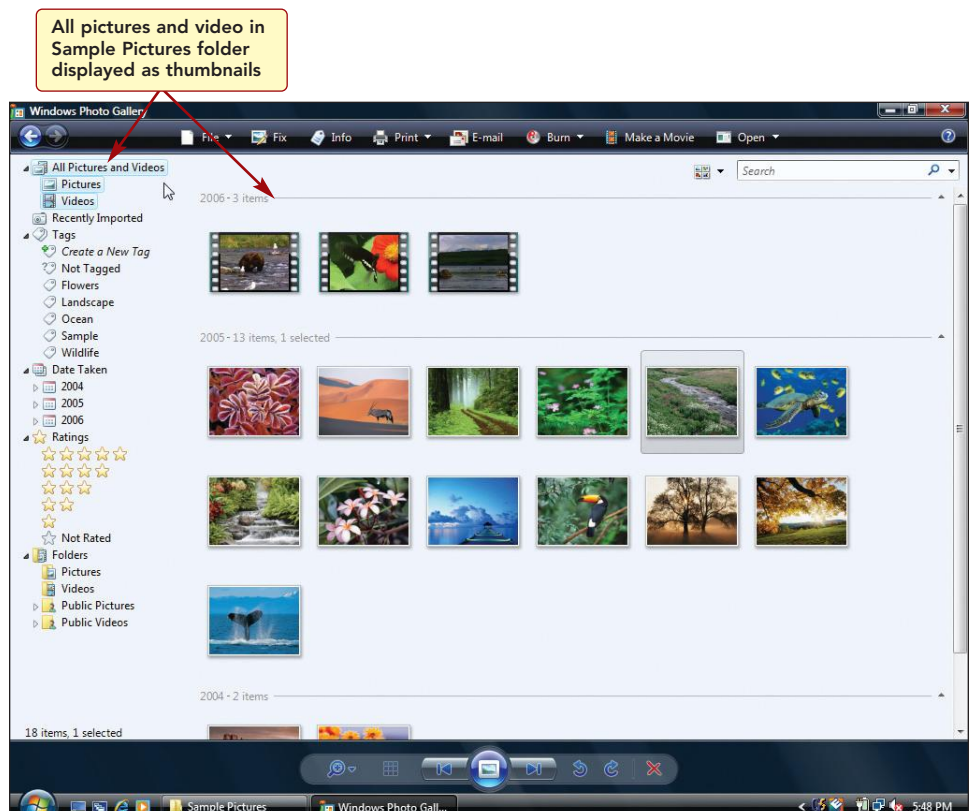 All pictures and video in
Sample Pictures folder
displayed as thumbnails
Windows Photo Gallery
File Fix Info Print E-mail Burn Make a Movie Open
All Pictures and Videos
Pictures
Videos
Recently Imported
Tags
Create a New Tag
Not Tagged
Flowers
Landscape
Ocean
Sample
Wildlife
Date Taken
2004
2005
2006
Ratings
Not Rated
Folders
Pictures
Videos
Public Pictures
Public Videos
18 items, 1 selected
Search
2006 - 3 items
2005 - 13 items, 1 selected
2004 - 2 items
Sample Pictures
Windows Photo Gall...
5:48 PM